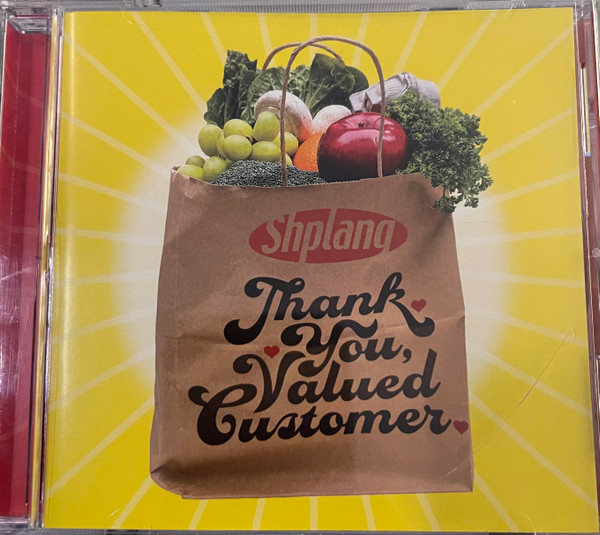 Shplang
Thank
You,
Valued
Customer